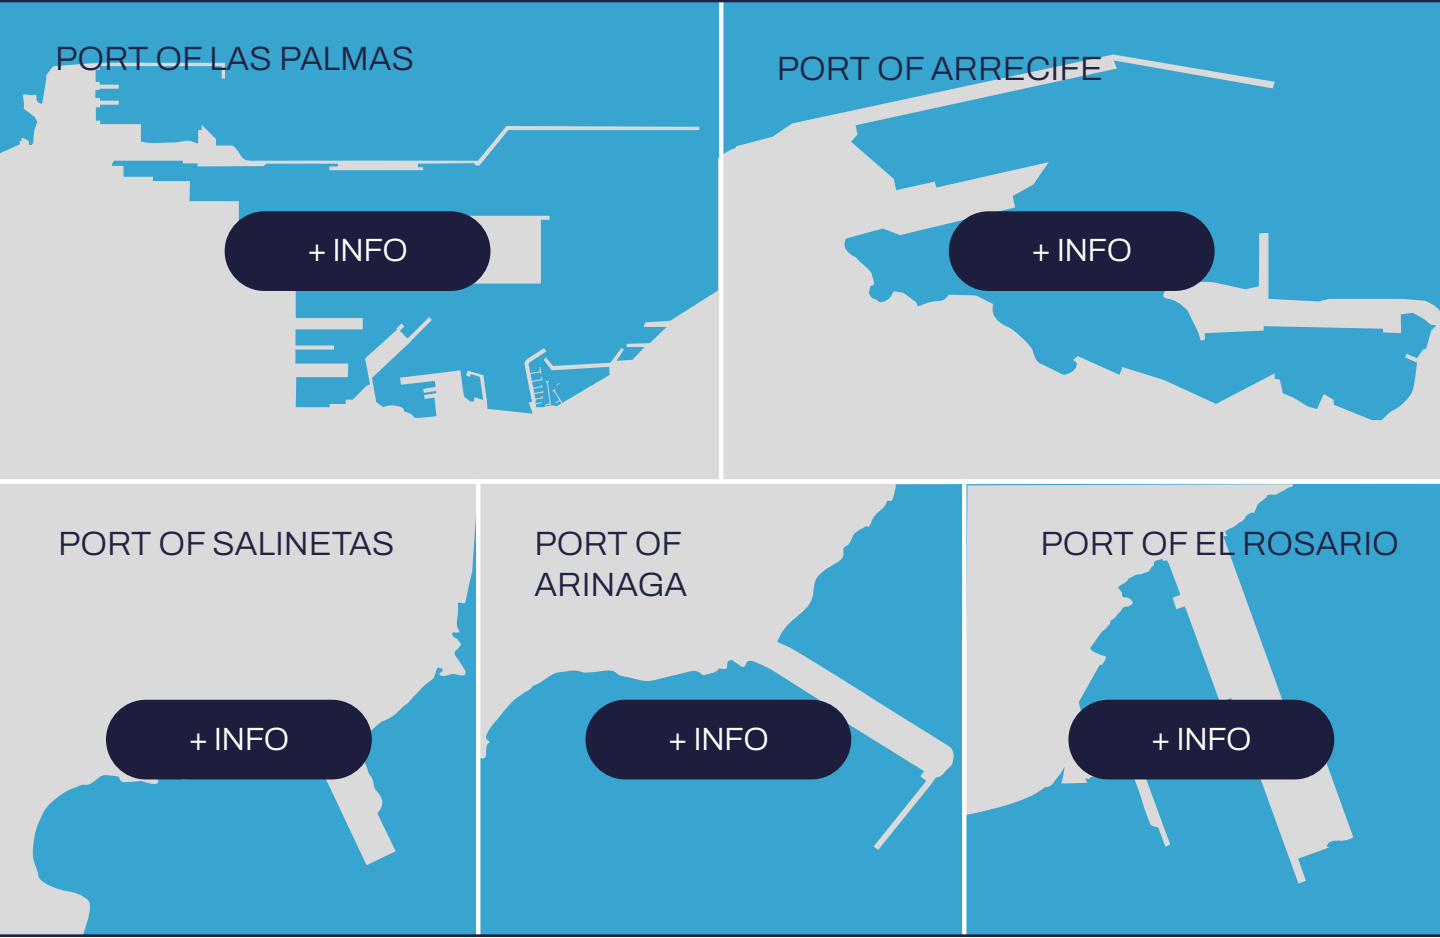 PORT OF LAS PALMAS
+ INFO
PORT OF ARRECIFE
+ INFO
PORT OF SALINETAS
+ INFO
PORT OF
ARINAGA
+ INFO
PORT OF EL ROSARIO
+ INFO